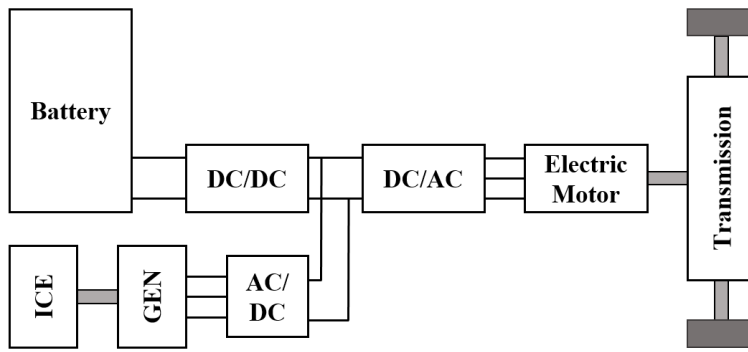 Battery
DC/DC
DC/AC
Electric
Motor
Transmission
ICE
GEN
AC/
DC